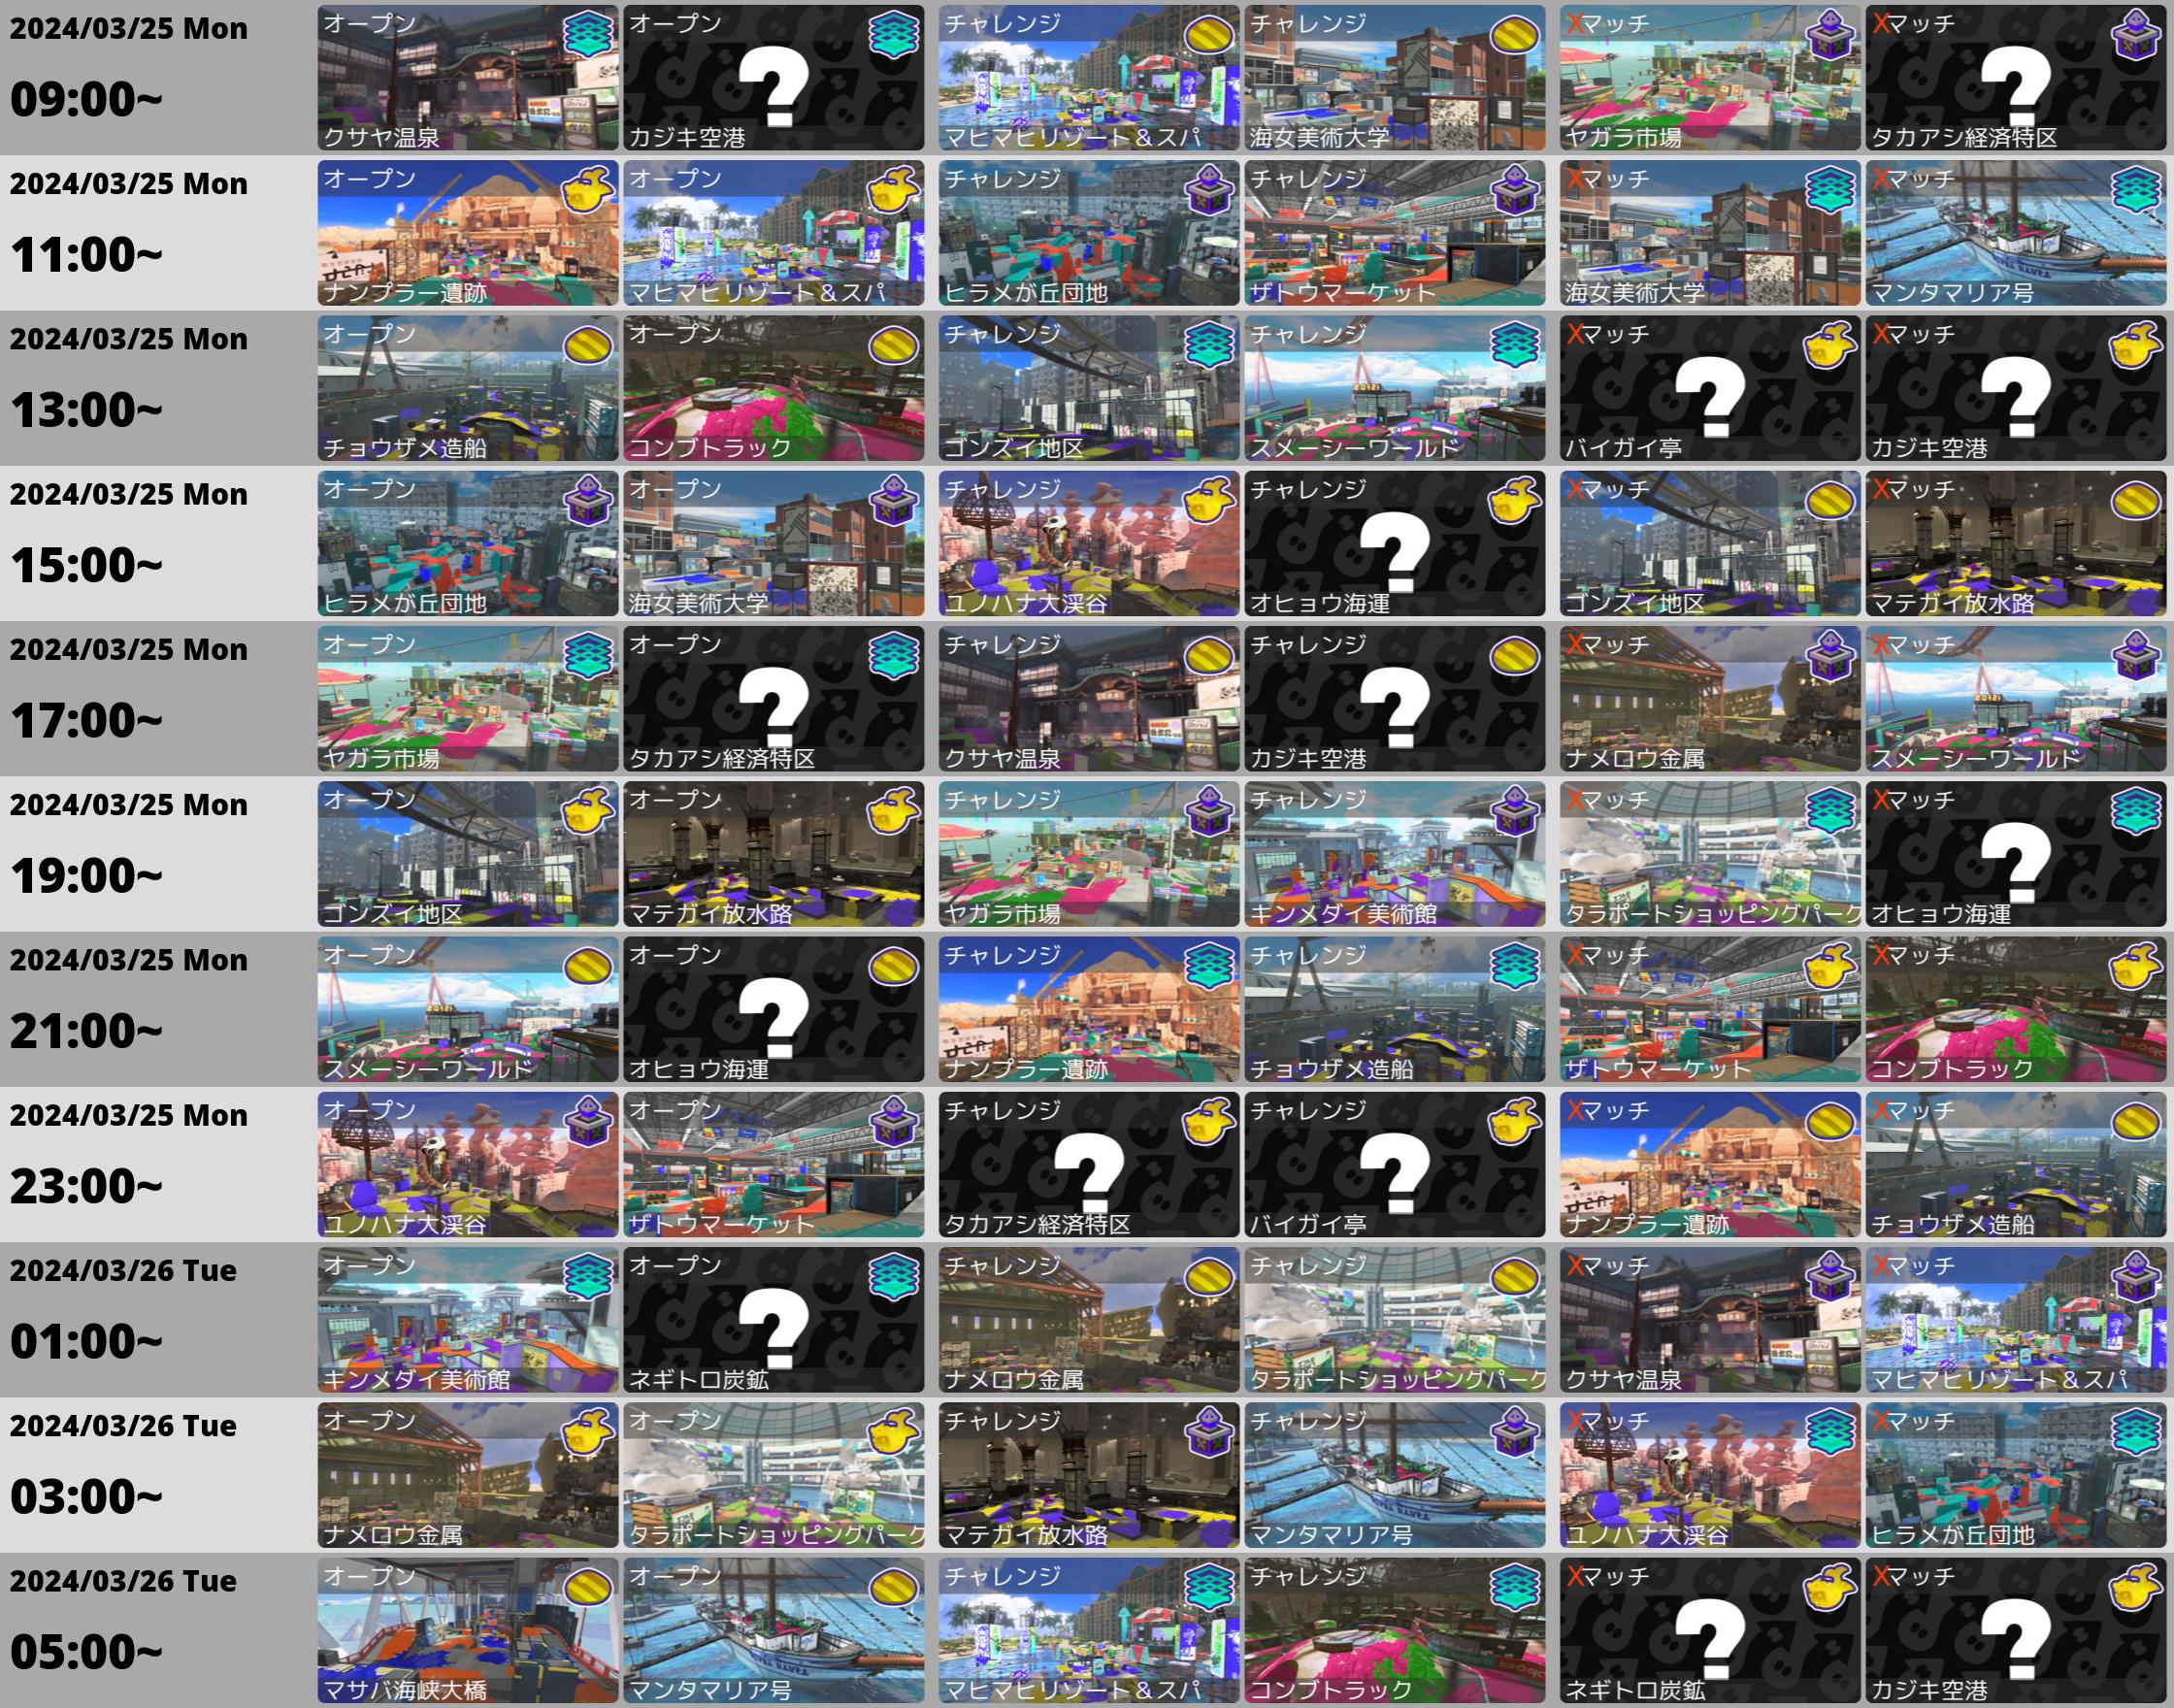 2024/03/25 Mon
09:00~
オープン
クサヤ温泉
オープン
カジキ空港
チャレンジ
マヒマヒリゾート＆スパ
チャレンジ
海女美術大学
Xマッチ
ヤガラ市場
Xマッチ
タカアシ経済特区
2024/03/25 Mon
11:00~
オープン
ナンプラー遺跡
オープン
マヒマヒリゾート＆スパ
チャレンジ
ヒラメが丘団地
チャレンジ
ザトウマーケット
Xマッチ
海女美術大学
Xマッチ
マンタマリア号
2024/03/25 Mon
13:00~
オープン
チョウザメ造船
オープン
コンブトラック
チャレンジ
ゴンズイ地区
チャレンジ
スメーシーワールド
Xマッチ
バイガイ亭
Xマッチ
カジキ空港
2024/03/25 Mon
15:00~
オープン
ヒラメが丘団地
オープン
海女美術大学
チャレンジ
ユノハナ大渓谷
チャレンジ
オヒョウ海運
Xマッチ
ゴンズイ地区
Xマッチ
マテガイ放水路
2024/03/25 Mon
17:00~
オープン
ヤガラ市場
オープン
タカアシ経済特区
チャレンジ
クサヤ温泉
チャレンジ
カジキ空港
Xマッチ
ナメロウ金属
Xマッチ
スメーシーワールド
2024/03/25 Mon
19:00~
オープン
ゴンズイ地区
オープン
マテガイ放水路
チャレンジ
ヤガラ市場
チャレンジ
キンメダイ美術館
Xマッチ
タラポートショッピングパーク
Xマッチ
オヒョウ海運
2024/03/25 Mon
21:00~
オープン
スメーシーワールド
オープン
オヒョウ海運
チャレンジ
ナンプラー遺跡
チャレンジ
チョウザメ造船
Xマッチ
ザトウマーケット
Xマッチ
コンブトラック
2024/03/25 Mon
23:00~
オープン
ユノハナ大渓谷
オープン
ザトウマーケット
チャレンジ
タカアシ経済特区
チャレンジ
バイガイ亭
Xマッチ
ナンプラー遺跡
Xマッチ
チョウザメ造船
2024/03/26 Tue
01:00~
オープン
キンメダイ美術館
オープン
ネギトロ炭鉱
チャレンジ
ナメロウ金属
チャレンジ
タラポートショッピングパーク
Xマッチ
クサヤ温泉
Xマッチ
マヒマヒリゾート＆スパ
2024/03/26 Tue
03:00~
オープン
ナメロウ金属
オープン
タラポートショッピングパーク
チャレンジ
マテガイ放水路
チャレンジ
マンタマリア号
Xマッチ
ユノハナ大渓谷
Xマッチ
ヒラメが丘団地
2024/03/26 Tue
05:00~
オープン
マサバ海峡大橋
オープン
マンタマリア号
チャレンジ
マヒマヒリゾート＆スパ
チャレンジ
コンブトラック
Xマッチ
ネギトロ炭鉱
Xマッチ
カジキ空港